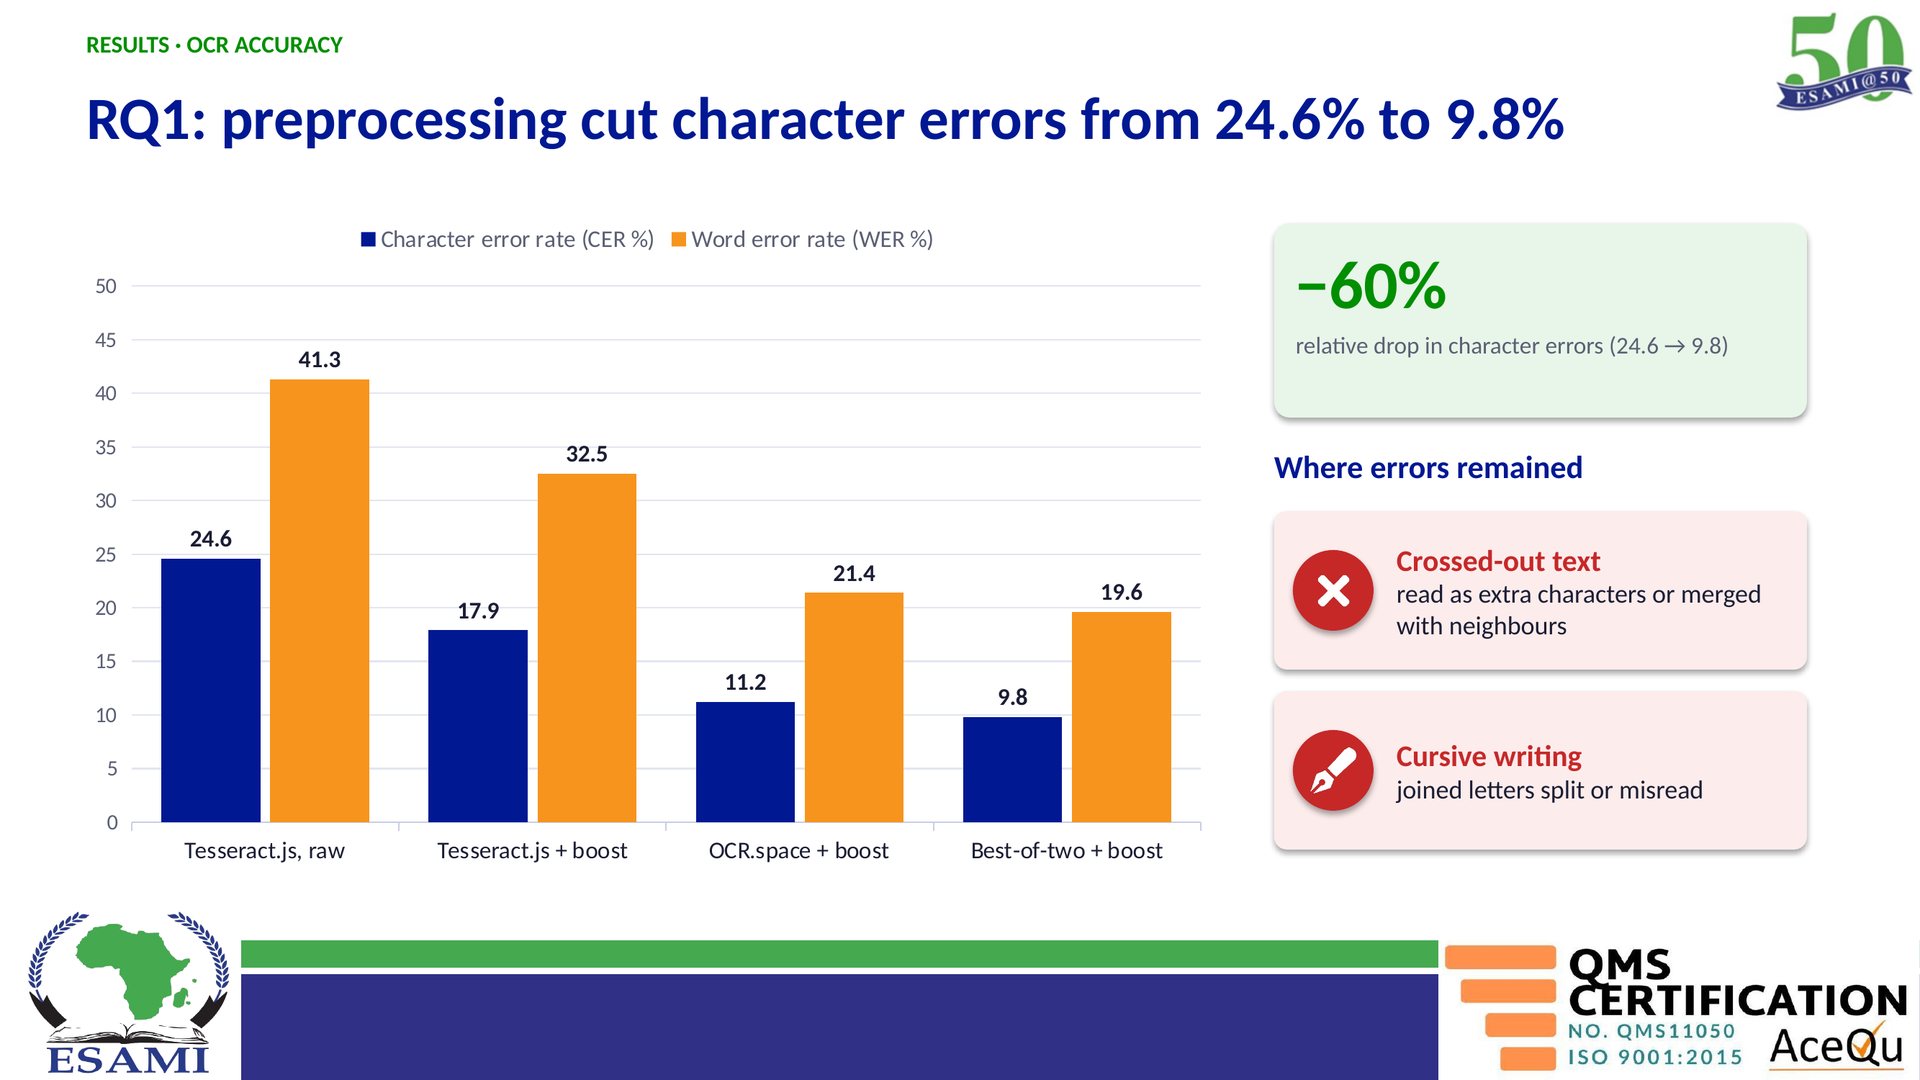 RESULTS · OCR ACCURACY
50
ESAMI@50
RQ1: preprocessing cut character errors from 24.6% to 9.8%
Character error rate (CER %) Word error rate (WER %)
50
45
40
35
30
25
20
15
10
5
0
24.6
41.3
17.9
32.5
11.2
21.4
9.8
19.6
Tesseract.js, raw
Tesseract.js + boost
OCR.space + boost
Best-of-two + boost
−60%
relative drop in character errors (24.6 → 9.8)
Where errors remained
Crossed-out text
read as extra characters or merged
with neighbours
Cursive writing
joined letters split or misread
ESAMI
QMS
CERTIFICATION
NO. QMS11050
ISO 9001:2015
AceQu